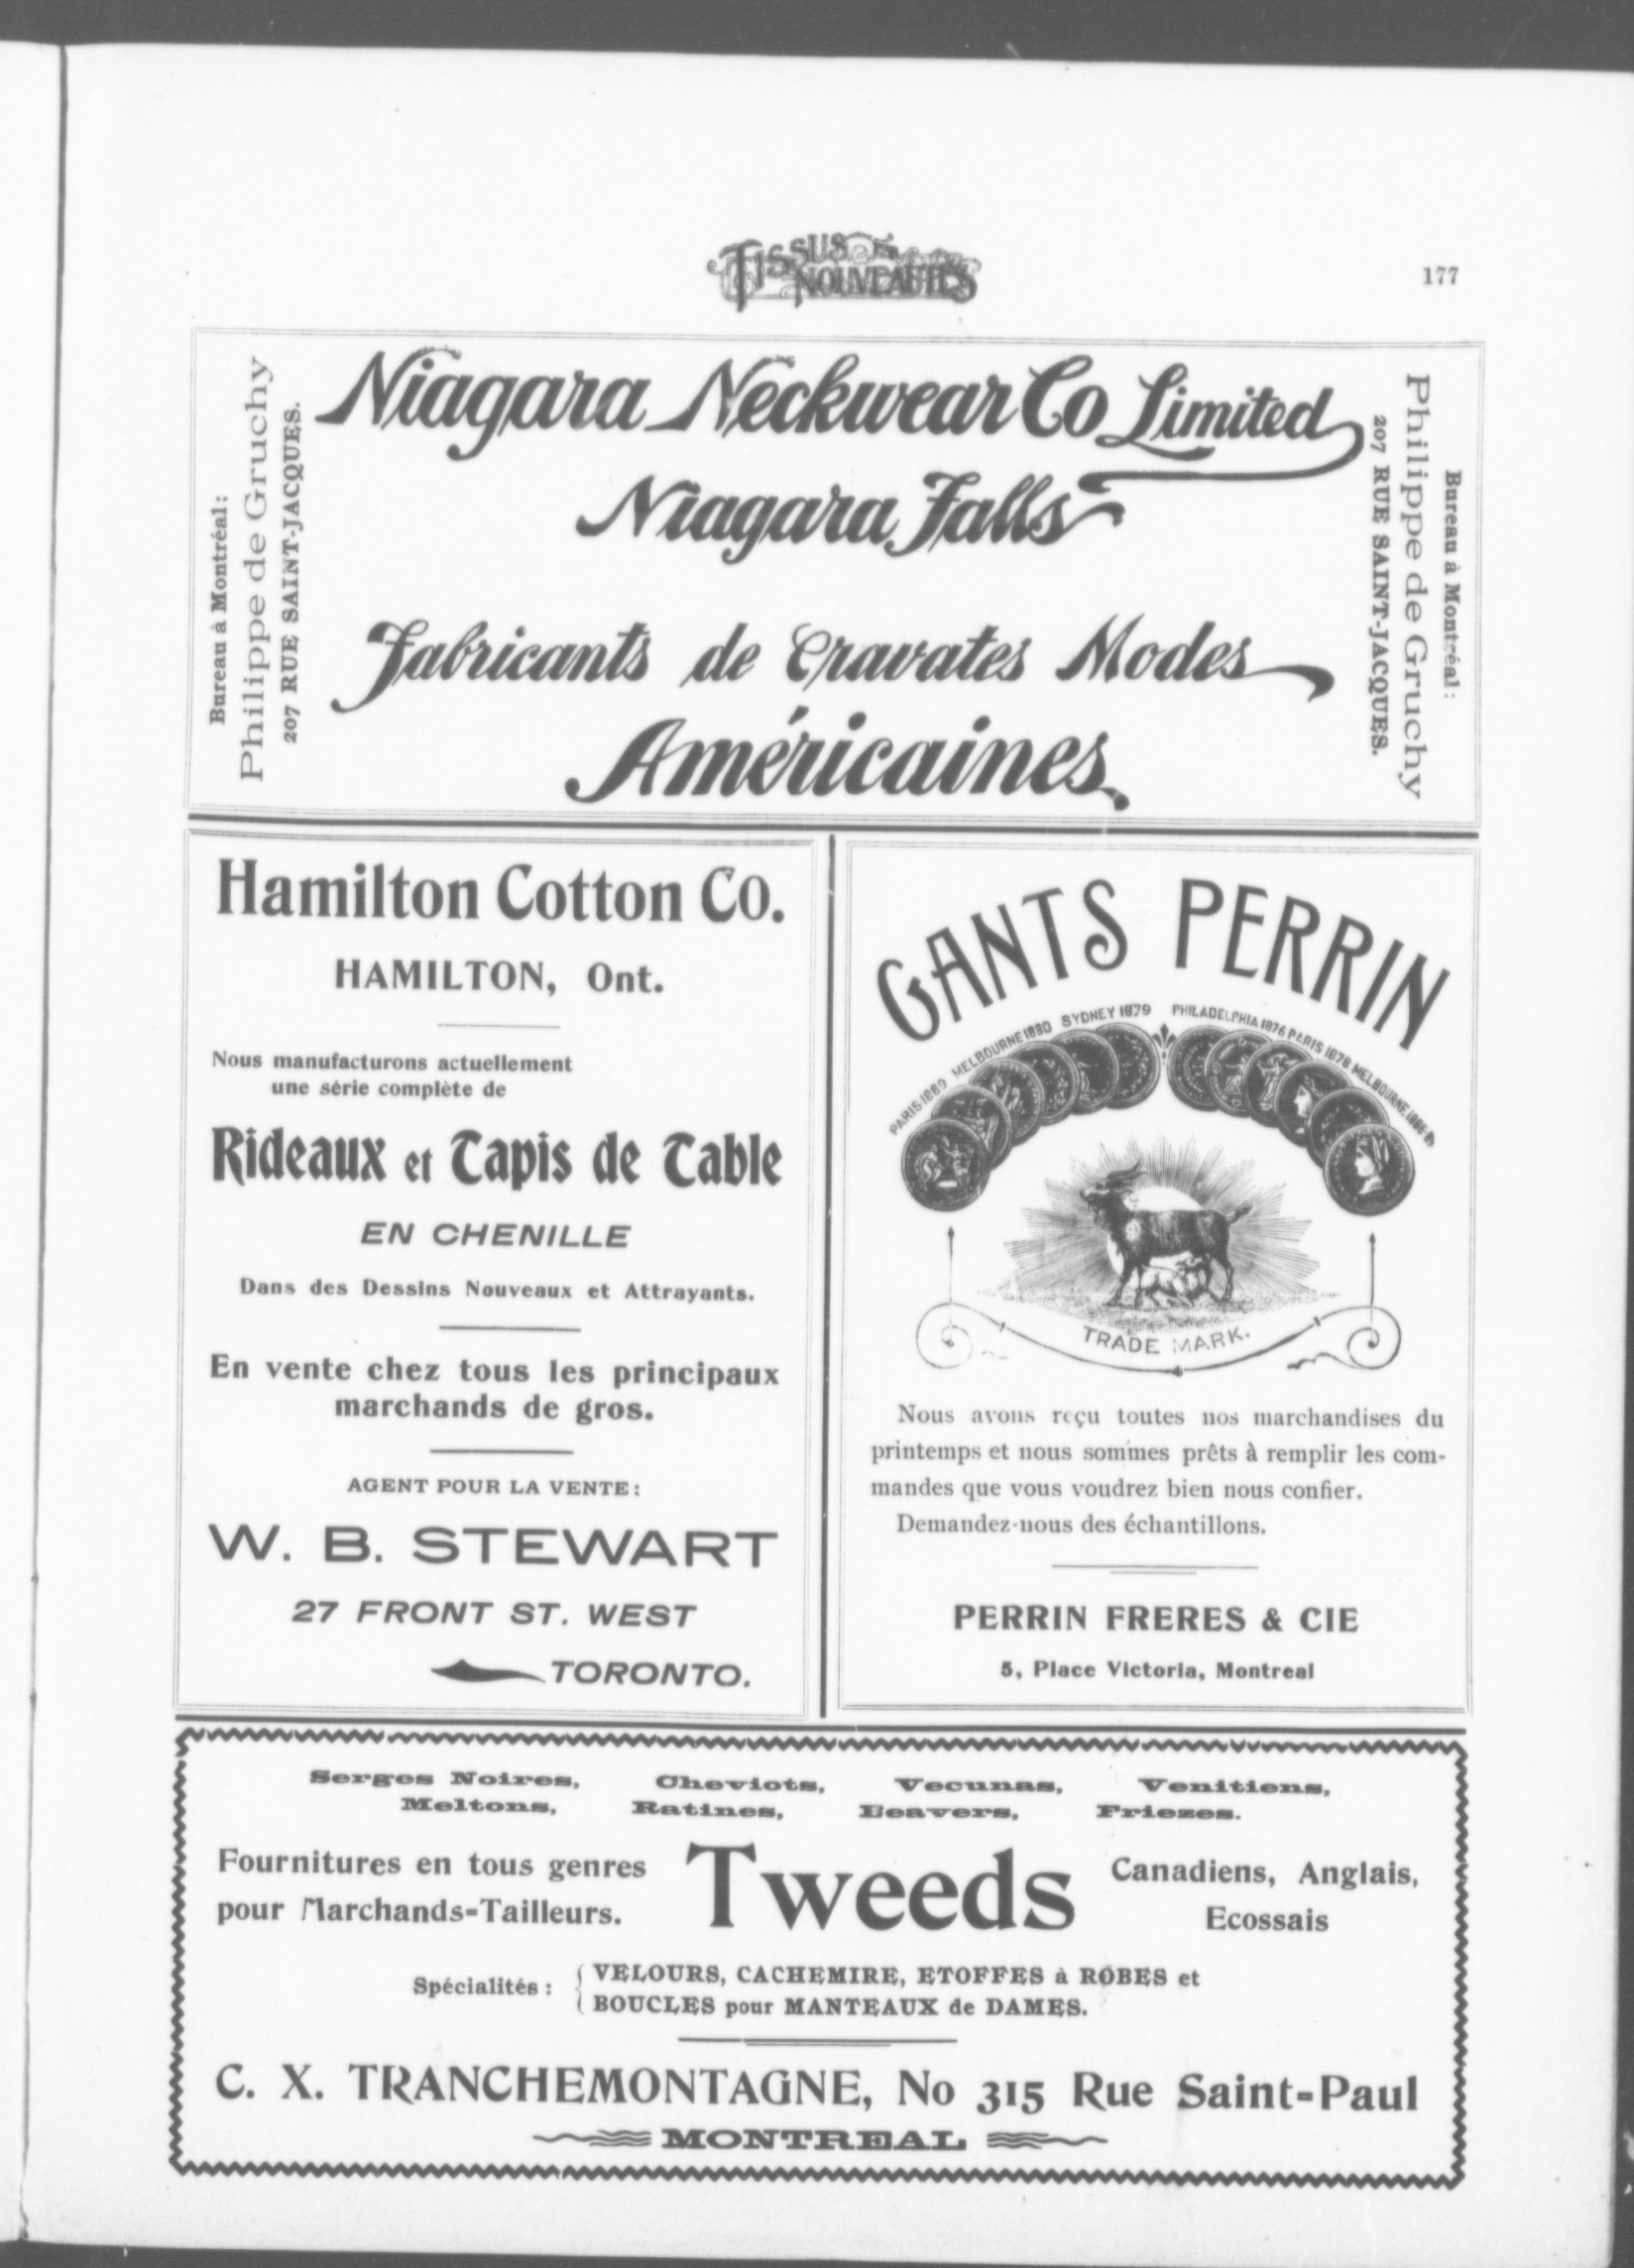 TISSUS ET NOUVEAUTÉS
177
Bureau à Montréal:
Philippe de Gruchy
207 RUE SAINT-JACQUES.
Niagara Neckwear Co Limited
Niagara Falls
Fabricants de Cravates Modes
Américaines
Bureau à Montréal:
Philippe de Gruchy
207 RUE SAINT-JACQUES.
Hamilton Cotton Co.
HAMILTON, Ont.
Nous manufacturons actuellement
une série complète de
Rideaux et Tapis de Table
EN CHENILLE
Dans des Dessins Nouveaux et Attrayants.
En vente chez tous les principaux
marchands de gros.
AGENT POUR LA VENTE:
W. B. STEWART
27 FRONT ST. WEST
TORONTO.
GANTS PERRIN
PARIS 1889 MELBOURNE 1880 SYDNEY 1879 PHILADELPHIA 1876 PARIS 1878 MELBOURNE
TRADE MARK.
Nous avons reçu toutes nos marchandises du
printemps et nous sommes prêts à remplir les com-
mandes que vous voudrez bien nous confier.
Demandez-nous des échantillons.
PERRIN FRERES & CIE
5, Place Victoria, Montreal
Serges Noires, Cheviots, Vecunas, Venitiens,
Meltons, Ratines, Beavers, Friezes.
Fournitures en tous genres
pour Marchands-Tailleurs.
Tweeds
Canadiens, Anglais,
Ecossais
Spécialités :
VELOURS, CACHEMIRE, ETOFFES à ROBES et
BOUCLES pour MANTEAUX de DAMES.
C. X. TRANCHEMONTAGNE, No 315 Rue Saint-Paul
MONTREAL